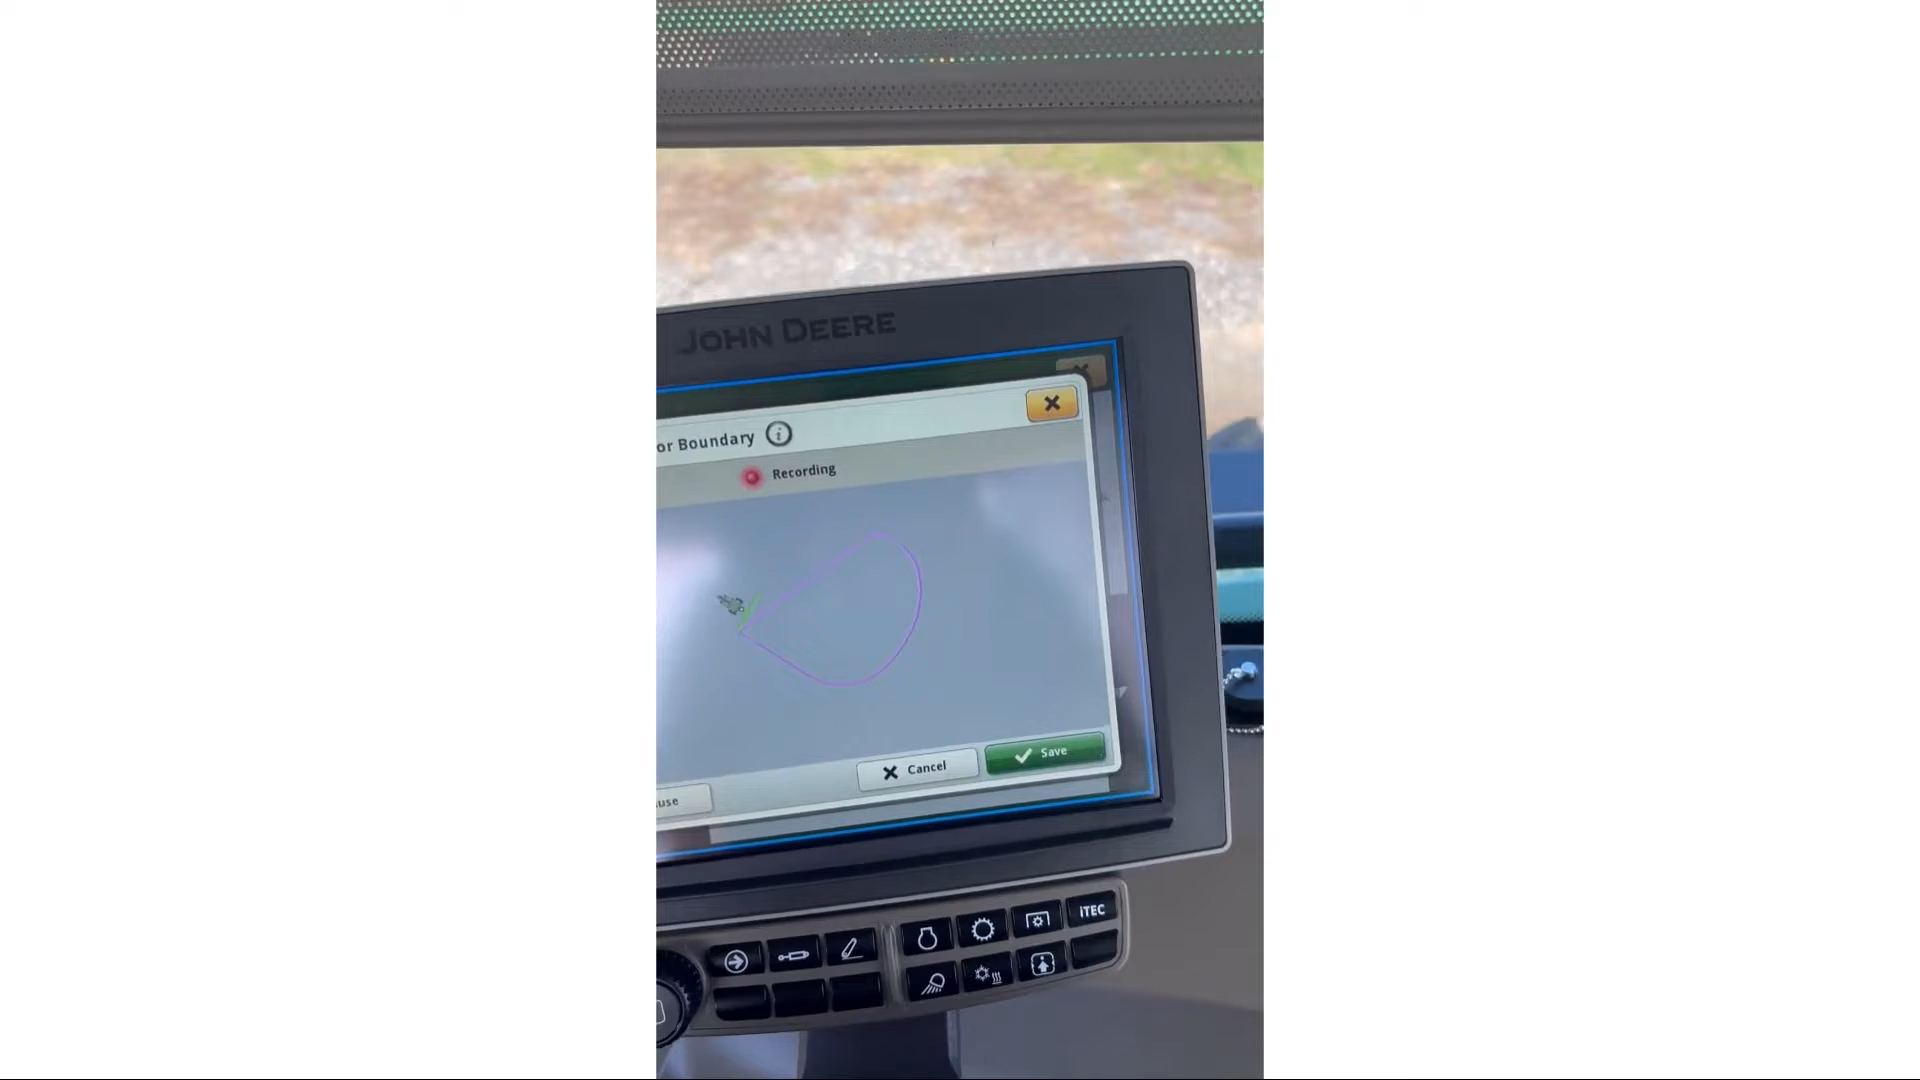 JOHN DEERE
or Boundary
Recording
Cancel
Save
use
iTEC